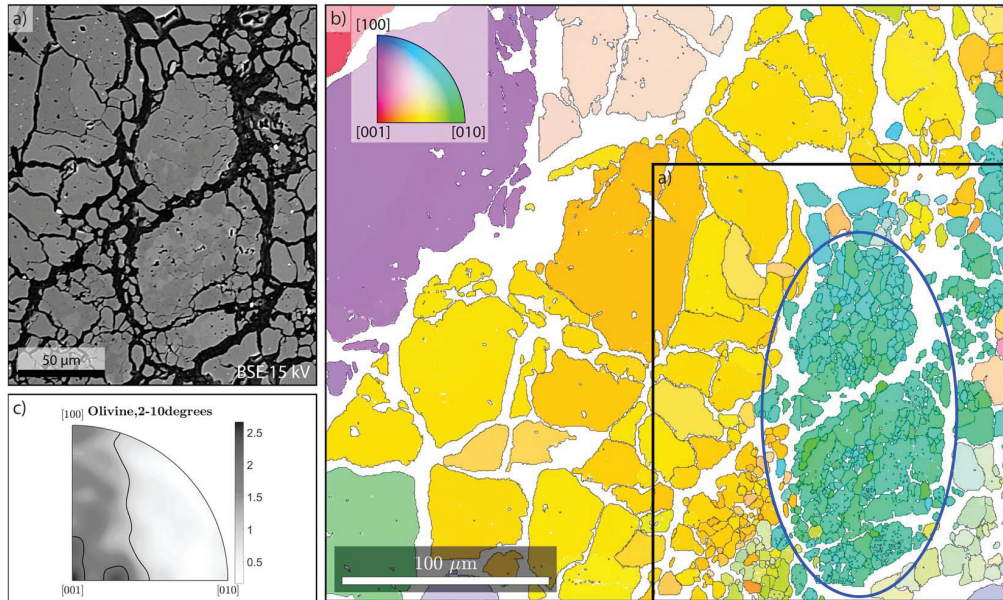 a)
50 μm
BSE 15 kV
b)
[100]
[001]
[010]
a)
100 μm
c)
[100]
Olivine,2-10degrees
2.5
2
1.5
1
0.5
[001]
[010]